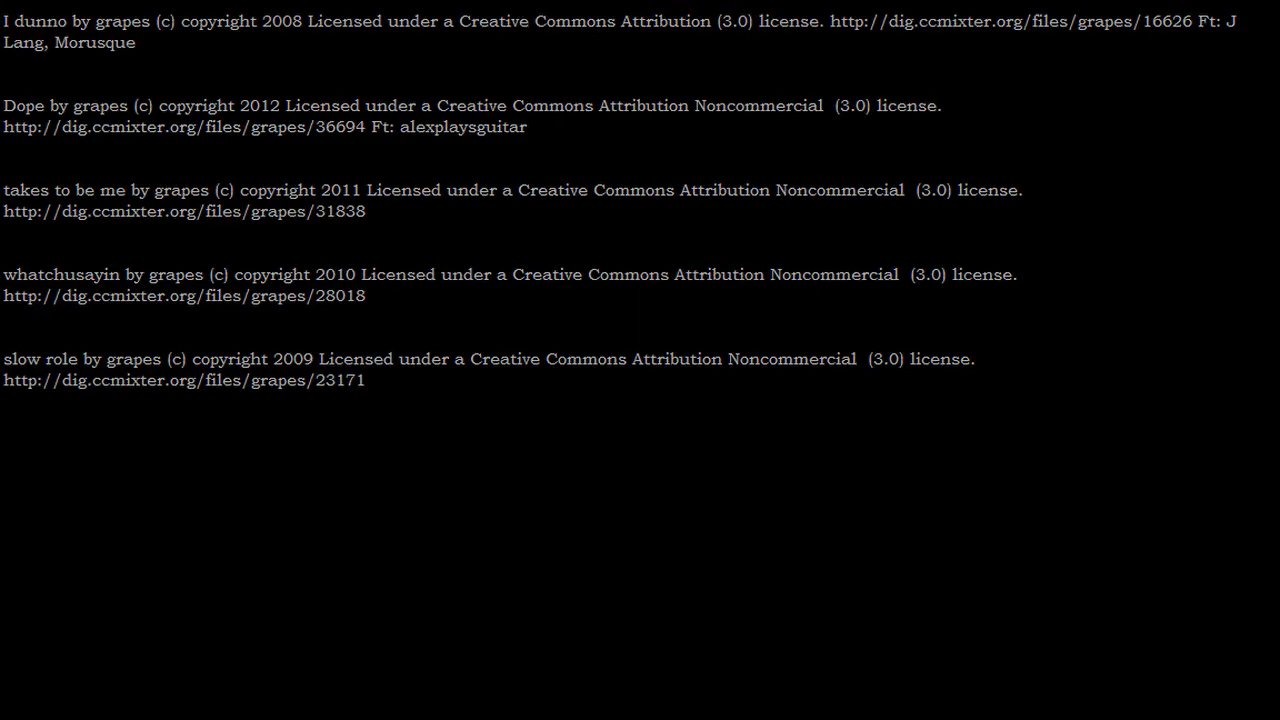 I dunno by grapes (c) copyright 2008 Licensed under a Creative Commons Attribution (3.0) license. http://dig.ccmixter.org/files/grapes/16626 Ft: J
Lang, Morusque
Dope by grapes (c) copyright 2012 Licensed under a Creative Commons Attribution Noncommercial  (3.0) license.
http://dig.ccmixter.org/files/grapes/36694 Ft: alexplaysguitar
takes to be me by grapes (c) copyright 2011 Licensed under a Creative Commons Attribution Noncommercial  (3.0) license.
http://dig.ccmixter.org/files/grapes/31838
whatchusayin by grapes (c) copyright 2010 Licensed under a Creative Commons Attribution Noncommercial  (3.0) license.
http://dig.ccmixter.org/files/grapes/28018
slow role by grapes (c) copyright 2009 Licensed under a Creative Commons Attribution Noncommercial  (3.0) license.
http://dig.ccmixter.org/files/grapes/23171